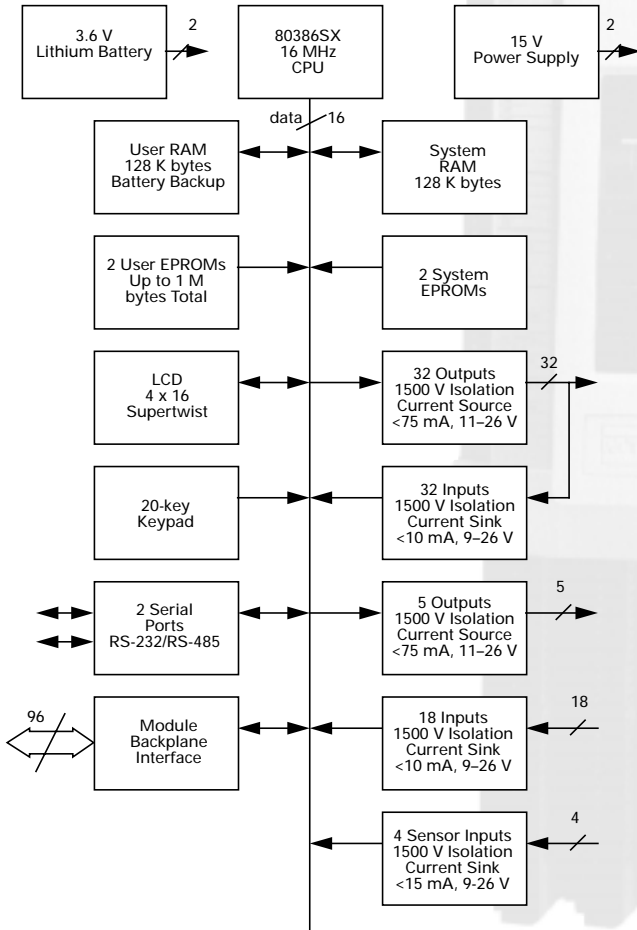 3.6 V
Lithium Battery
2
80386SX
16 MHz
CPU
15 V
Power Supply
2
data
16
User RAM
128 K bytes
Battery Backup
System
RAM
128 K bytes
2 User EPROMs
Up to 1 M
bytes Total
2 System
EPROMs
LCD
4 x 16
Supertwist
32 Outputs
1500 V Isolation
Current Source
<75 mA, 11–26 V
32
20-key
Keypad
32 Inputs
1500 V Isolation
Current Sink
<10 mA, 9–26 V
2 Serial
Ports
RS-232/RS-485
5 Outputs
1500 V Isolation
Current Source
<75 mA, 11–26 V
5
96
Module
Backplane
Interface
18 Inputs
1500 V Isolation
Current Sink
<10 mA, 9–26 V
18
4 Sensor Inputs
1500 V Isolation
Current Sink
<15 mA, 9-26 V
4